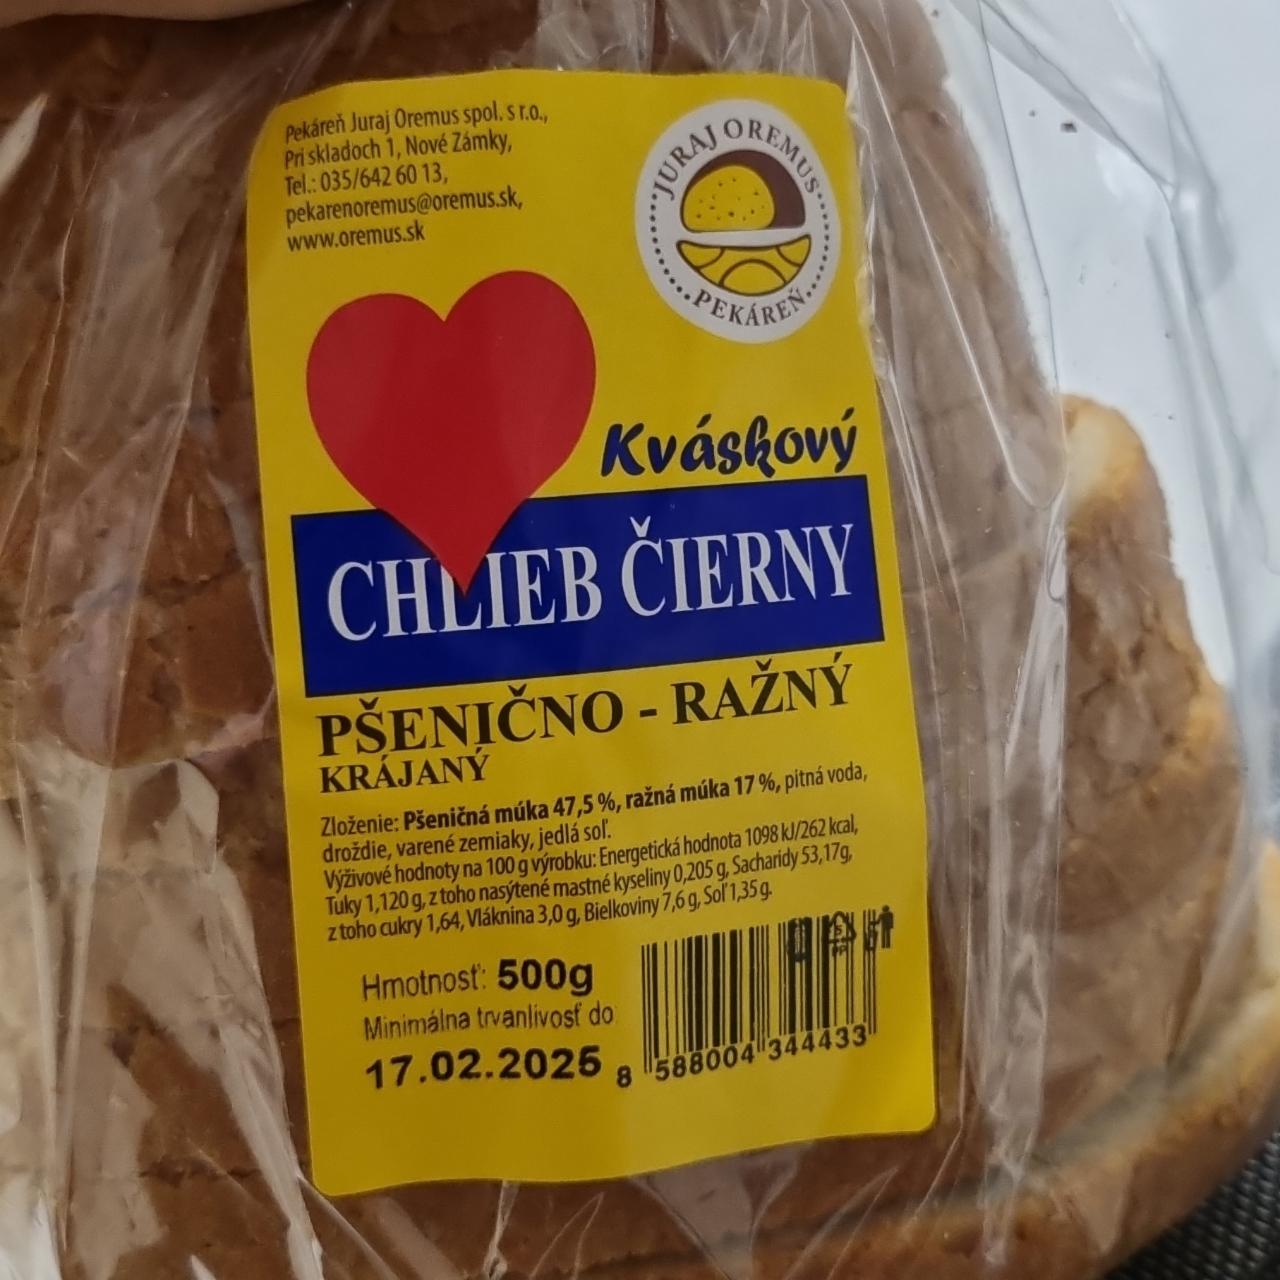 Pekáreň Juraj Oremus spol. s r.o.,
Pri skladoch 1, Nové Zámky,
Tel.: 035/642 60 13,
pekarenoremus@oremus.sk,
www.oremus.sk
JURAJ OREMUS
PEKÁREŇ
Kváskový
CHLIEB ČIERNY
PŠENIČNO - RAŽNÝ
KRÁJANÝ
Zloženie: Pšeničná múka 47,5 %, ražná múka 17 %, pitná voda,
droždie, varené zemiaky, jedlá soľ.
Výživové hodnoty na 100 g výrobku: Energetická hodnota 1098 kJ/262 kcal,
Tuky 1,120 g, z toho nasýtené mastné kyseliny 0,205 g, Sacharidy 53,17g,
z toho cukry 1,64, Vláknina 3,0 g, Bielkoviny 7,6 g, Soľ 1,35 g.
Hmotnosť: 500g
Minimálna trvanlivosť do
17.02.2025
5
PP
8 588004 344433